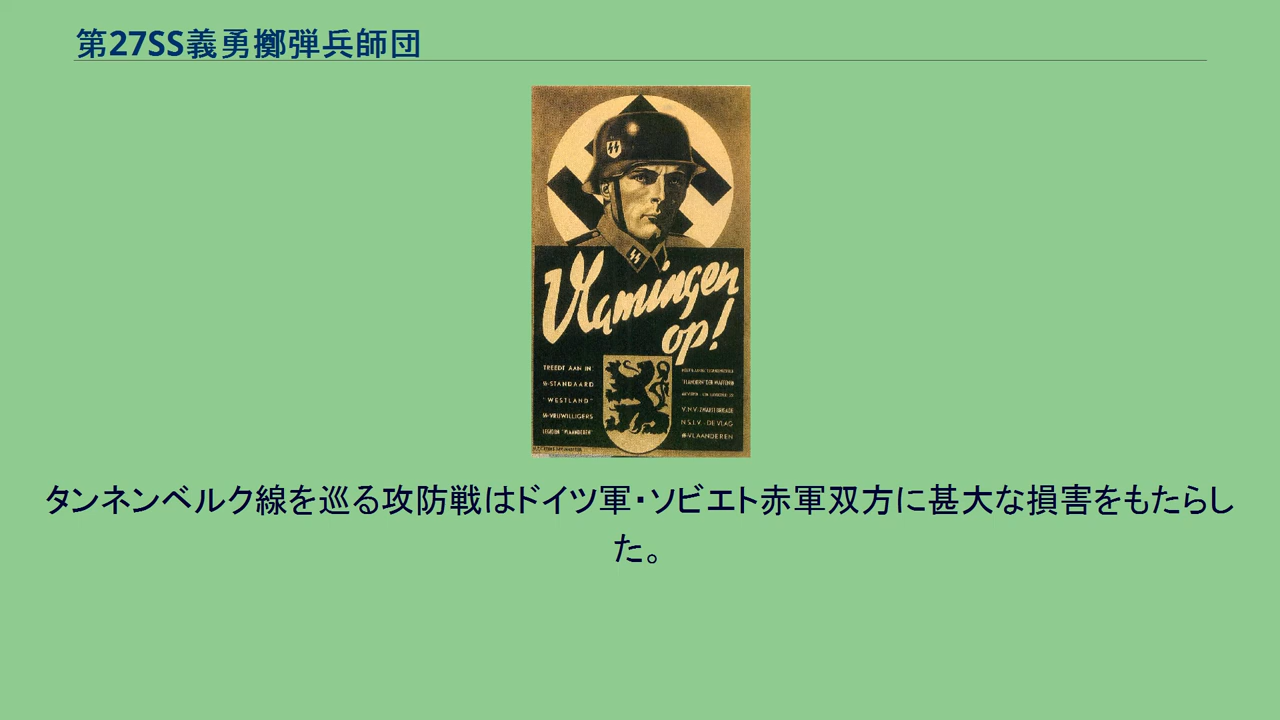 第27SS義勇擲弾兵師団
Vlamingen
op!
TREEDT AAN IN
SS-STANDAARD
"WESTLAND"
SS-VRIJWILLIGERS
LEGIOEN "VLAANDEREN"
V.N.V.-ZWARTE BRIGADE
N.S.J.V. - DE VLAG
SS-VLAANDEREN
タンネンベルク線を巡る攻防戦はドイツ軍・ソビエト赤軍双方に甚大な損害をもたらし
た。